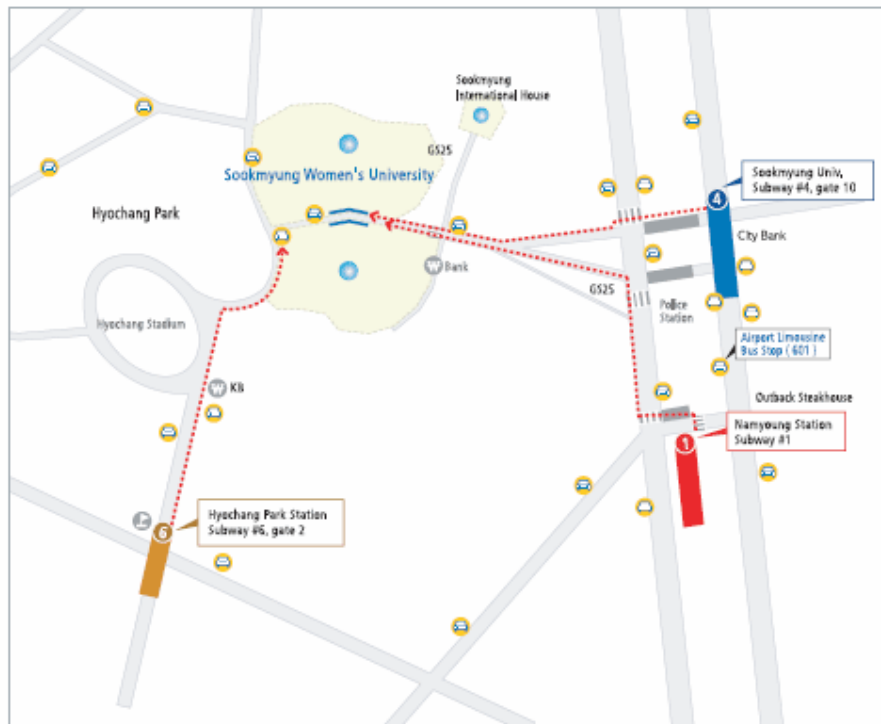 Sookmyung
International House
GS25
Sookmyung Women's University
Sookmyung Univ,
Subway #4, gate 10
4
Hyochang Park
City Bank
W Bank
GS25
Hyochang Stadium
Police
Station
Airport Limousine
Bus Stop ( 601 )
W KB
Outback Steakhouse
Namyoung Station
Subway #1
1
Hyochang Park Station
Subway #6, gate 2
6